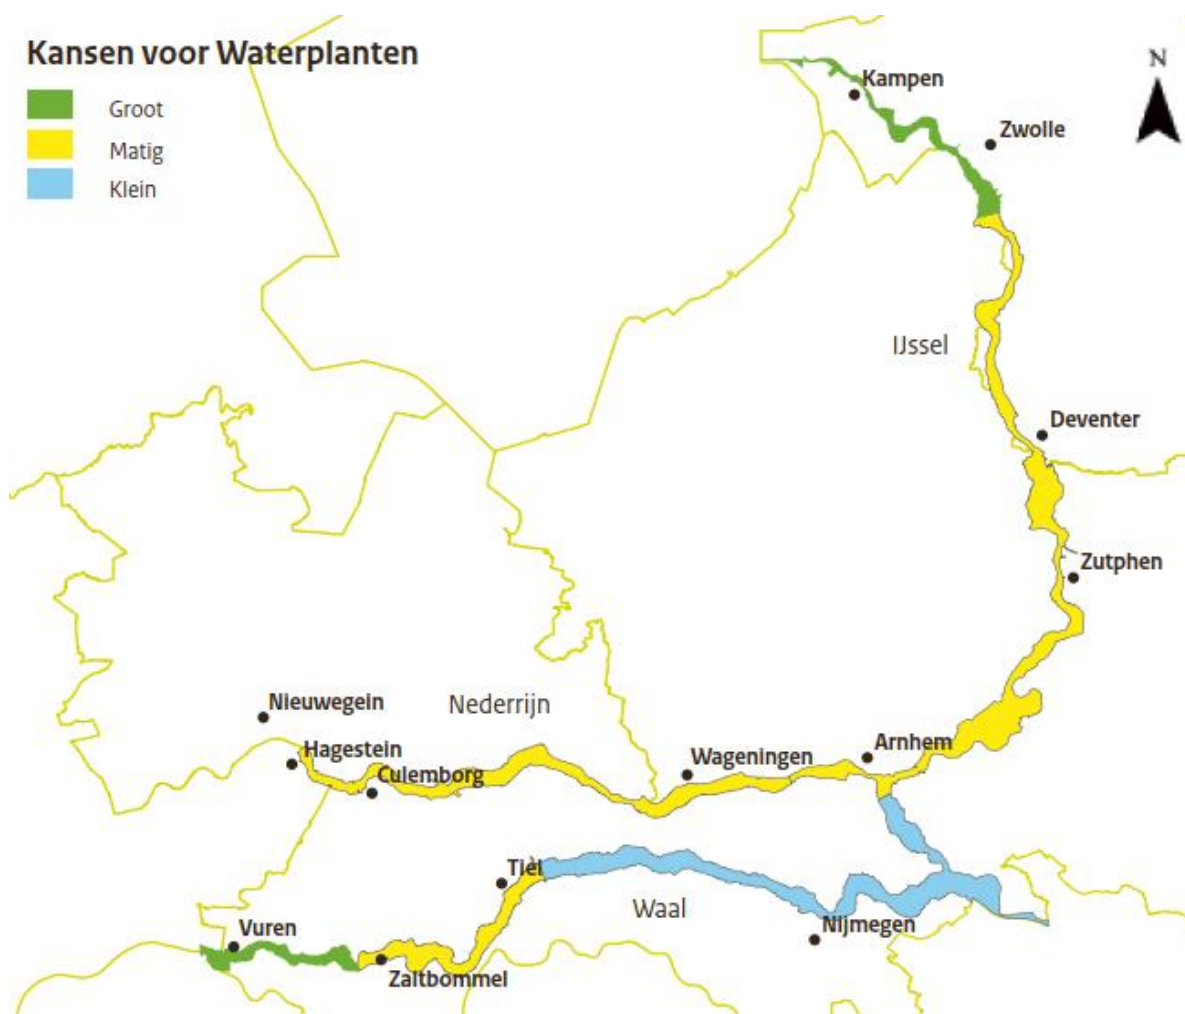 Kansen voor Waterplanten
Groot
Matig
Klein
N
Kampen
Zwolle
IJssel
Deventer
Zutphen
Nieuwegein
Nederrijn
Hagestein
Culemborg
Wageningen
Arnhem
Tiel
Waal
Nijmegen
Vuren
Zaltbommel